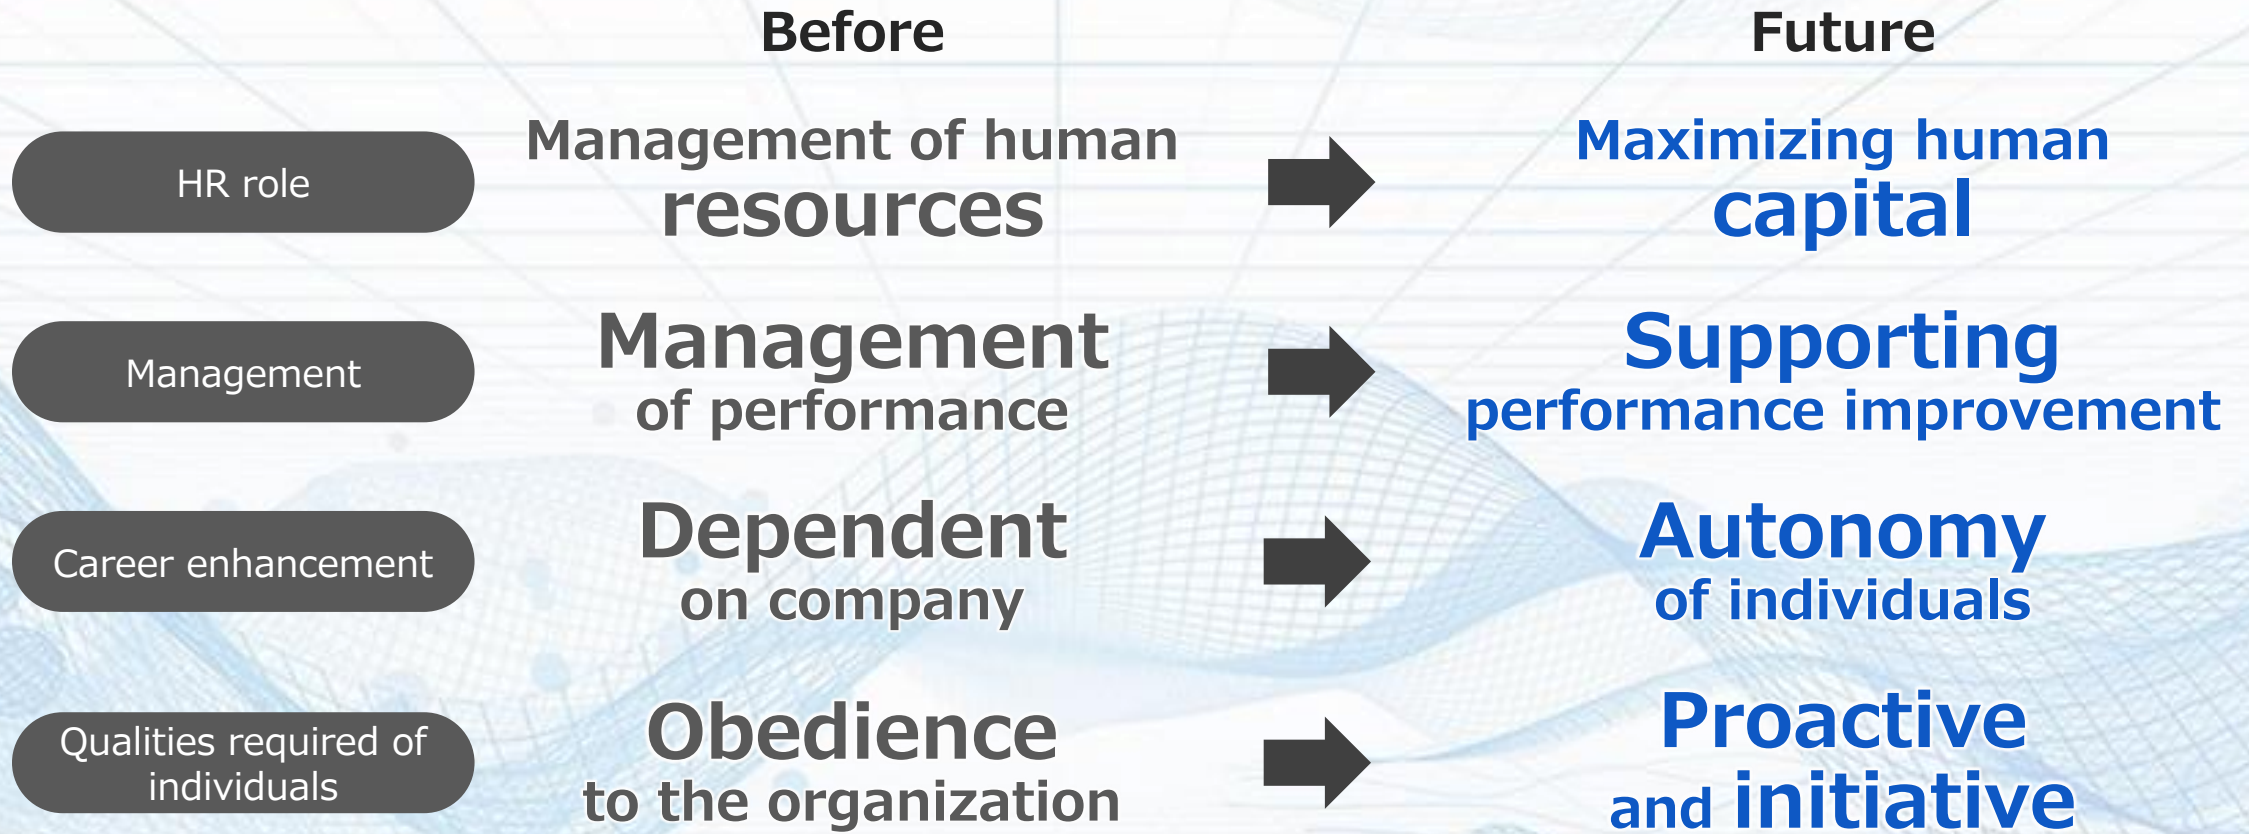 Before
Future
HR role
Management of human
resources
Maximizing human
capital
Management
Management
of performance
Supporting
performance improvement
Career enhancement
Dependent
on company
Autonomy
of individuals
Qualities required of
individuals
Obedience
to the organization
Proactive
and initiative